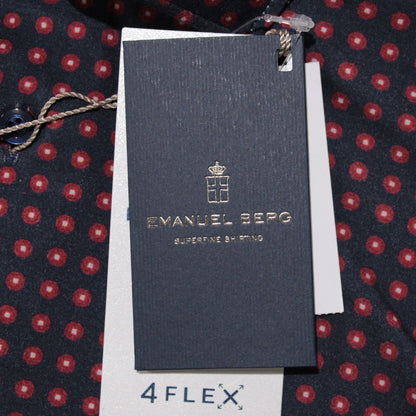 EMANUEL BERG
SUPERFINE SHIRTING
4FLEX